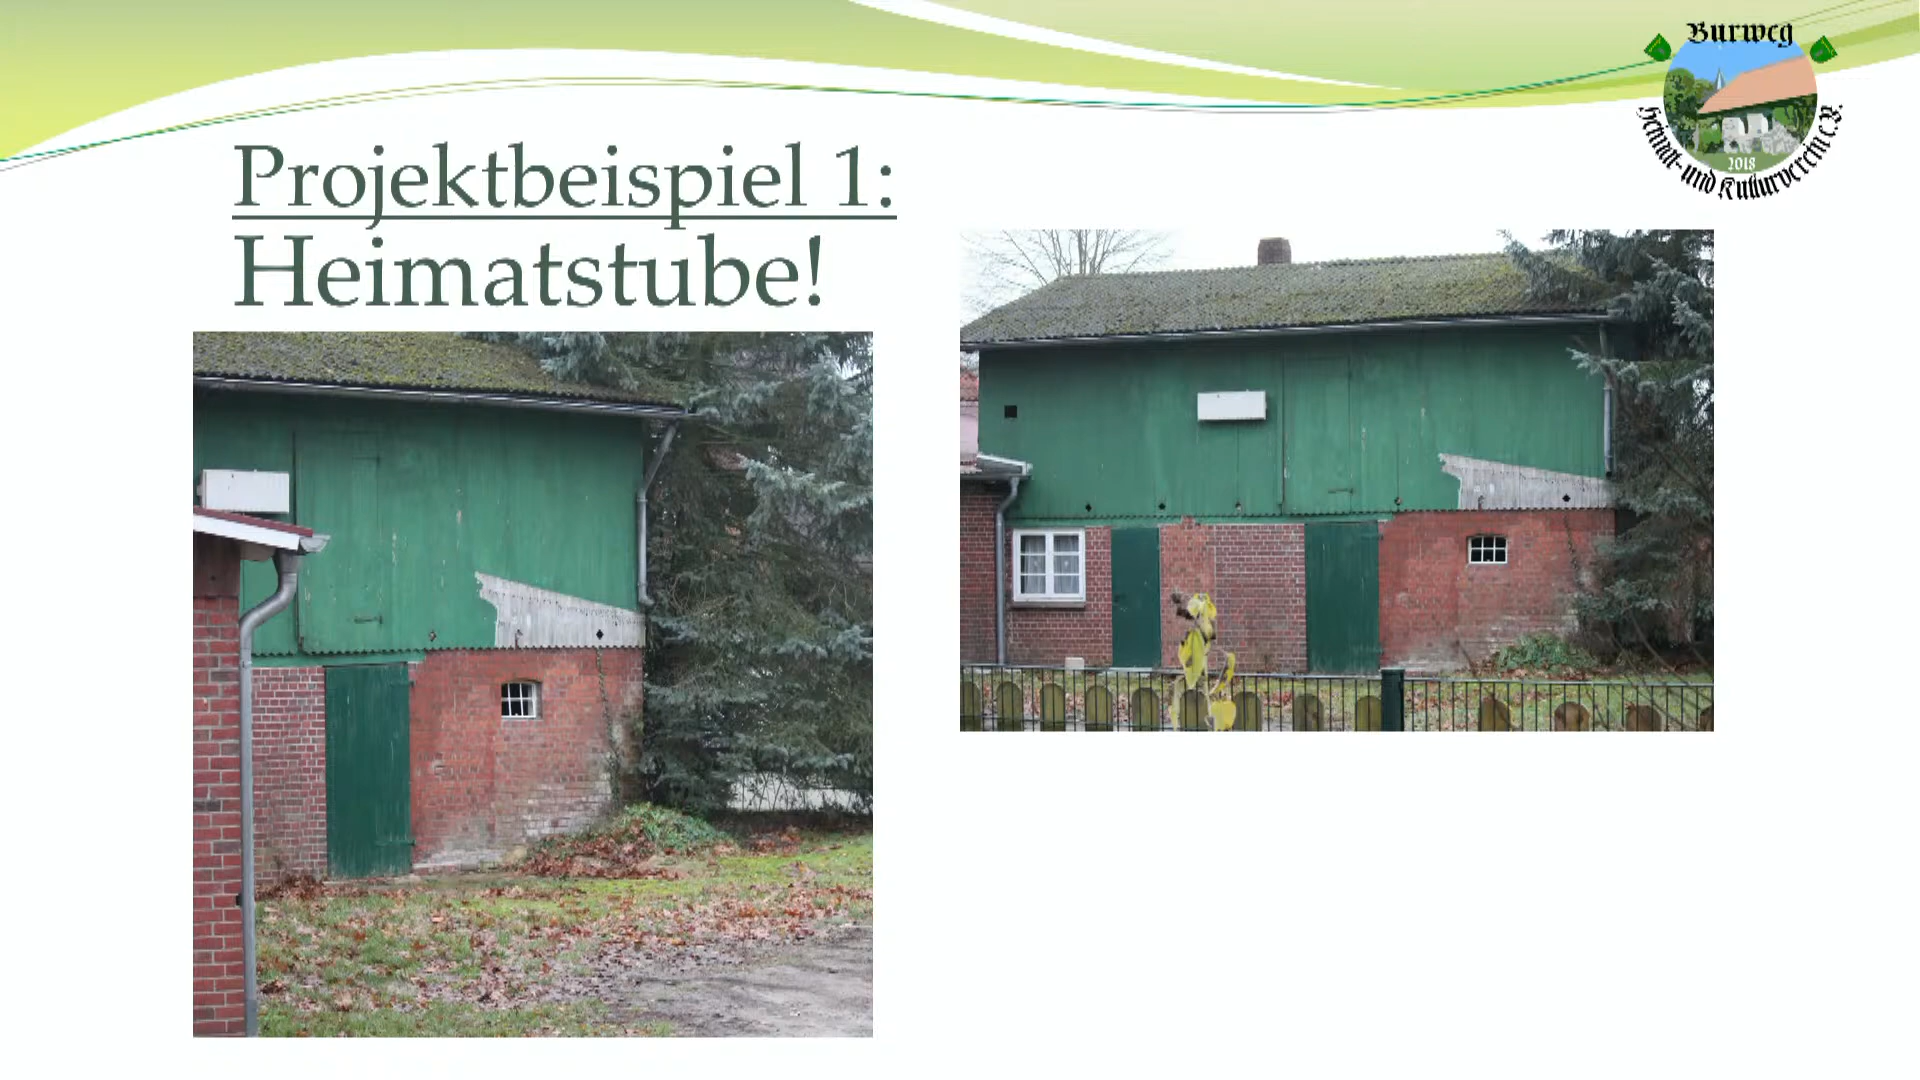 Projektbeispiel 1:
Heimatstube!
Burweg
Heimat- und Kulturverein e.V.
2018